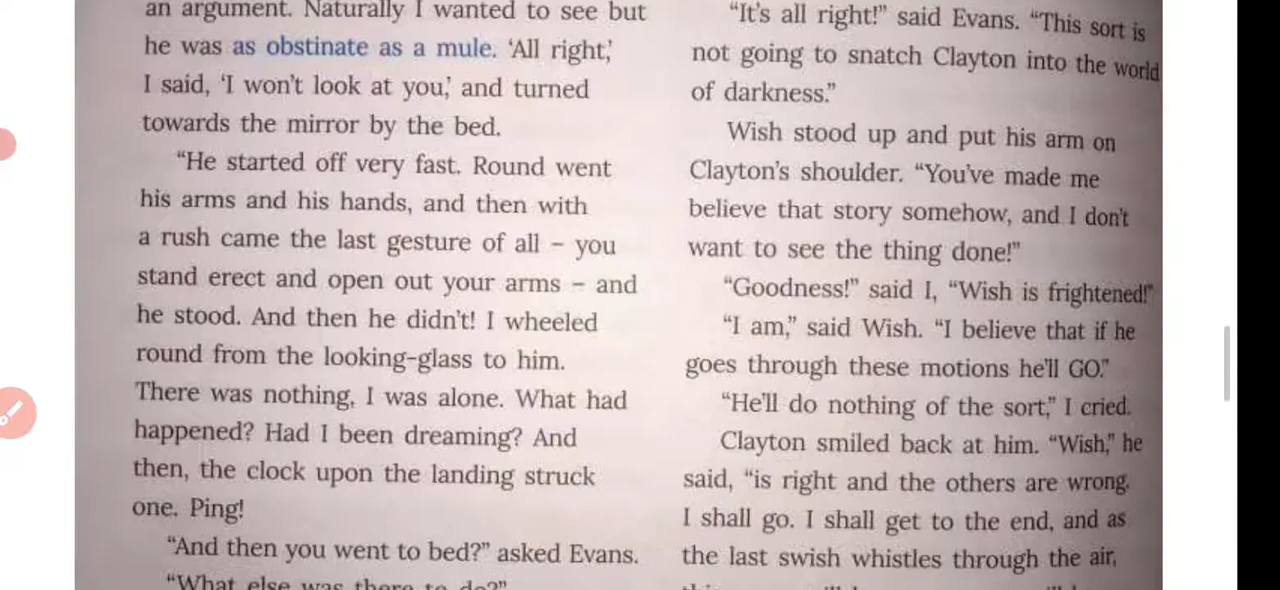 an argument. Naturally I wanted to see but
he was as obstinate as a mule. ‘All right,’
I said, ‘I won’t look at you,’ and turned
towards the mirror by the bed.
“He started off very fast. Round went
his arms and his hands, and then with
a rush came the last gesture of all – you
stand erect and open out your arms – and
he stood. And then he didn’t! I wheeled
round from the looking-glass to him.
There was nothing, I was alone. What had
happened? Had I been dreaming? And
then, the clock upon the landing struck
one. Ping!
“And then you went to bed?” asked Evans.
“What else was there to do?”
“It’s all right!” said Evans. “This sort is
not going to snatch Clayton into the world
of darkness.”
Wish stood up and put his arm on
Clayton’s shoulder. “You’ve made me
believe that story somehow, and I don’t
want to see the thing done!”
“Goodness!” said I, “Wish is frightened!”
“I am,” said Wish. “I believe that if he
goes through these motions he’ll GO.”
“He’ll do nothing of the sort,” I cried.
Clayton smiled back at him. “Wish,” he
said, “is right and the others are wrong.
I shall go. I shall get to the end, and as
the last swish whistles through the air,